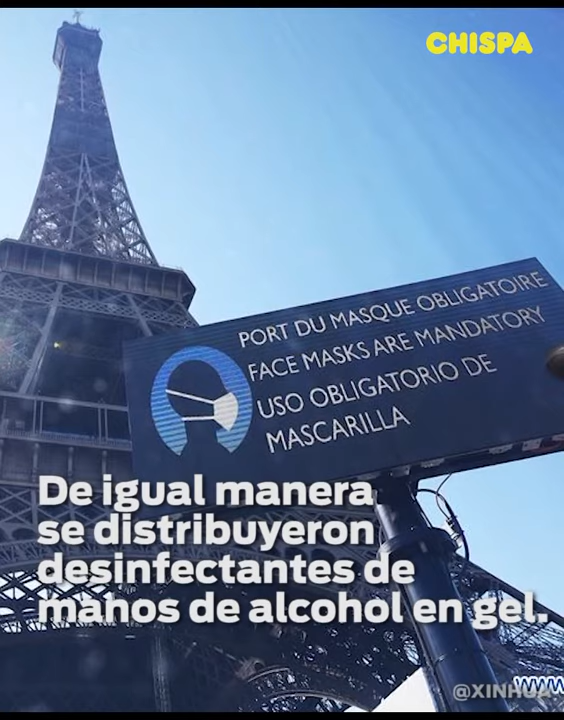 CHISPA
PORT DU MASQUE OBLIGATOIRE
FACE MASKS ARE MANDATORY
USO OBLIGATORIO DE
MASCARILLA
De igual manera
se distribuyeron
desinfectantes de
manos de alcohol en gel.
@XINHUA
www